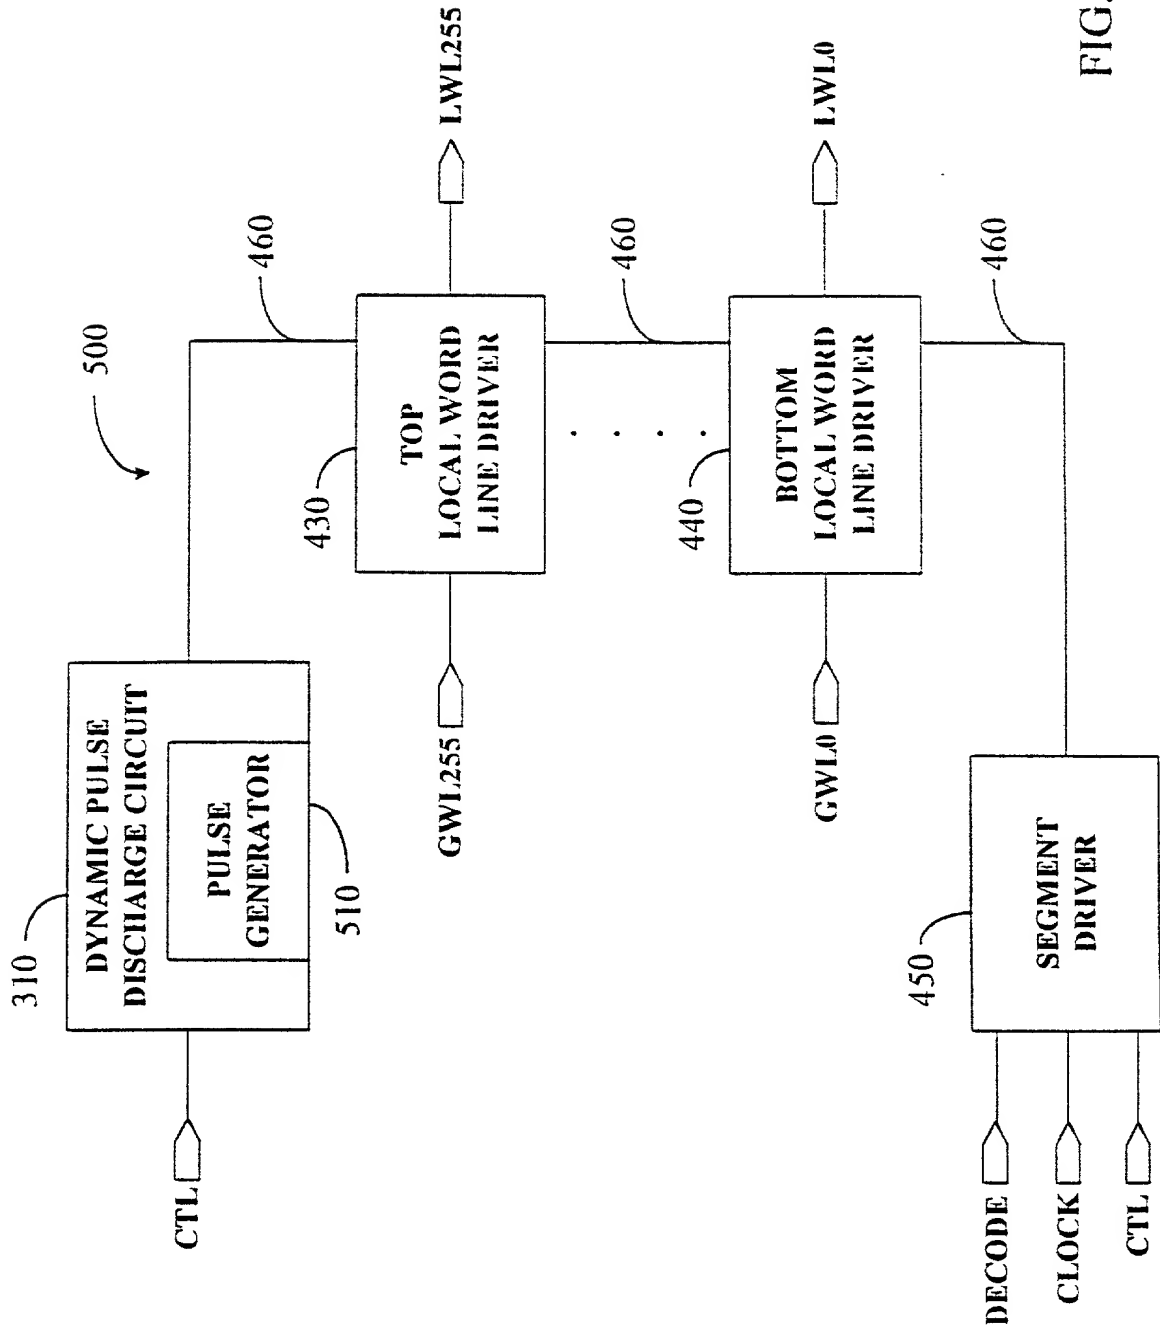 500
310
DYNAMIC PULSE
DISCHARGE CIRCUIT
PULSE
GENERATOR
510
CTL
460
430
TOP
LOCAL WORD
LINE DRIVER
GWL255
LWL255
460
440
BOTTOM
LOCAL WORD
LINE DRIVER
GWL0
LWL0
460
450
SEGMENT
DRIVER
DECODE
CLOCK
CTL
FIG.